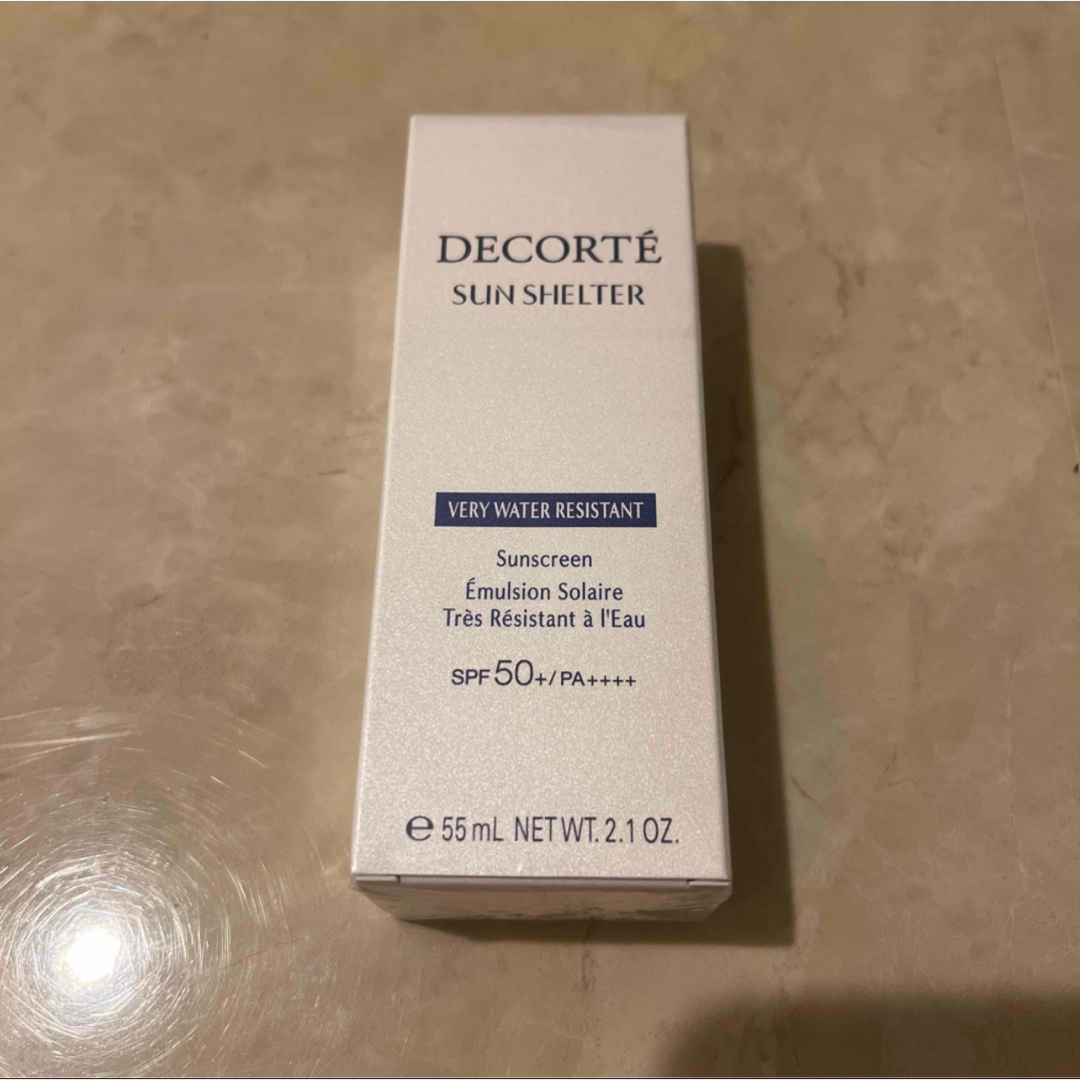 DECORTÉ
SUN SHELTER
VERY WATER RESISTANT
Sunscreen
Émulsion Solaire
Très Résistant à l'Eau
SPF 50+/PA++++
℮ 55 mL NET WT. 2.1 OZ.